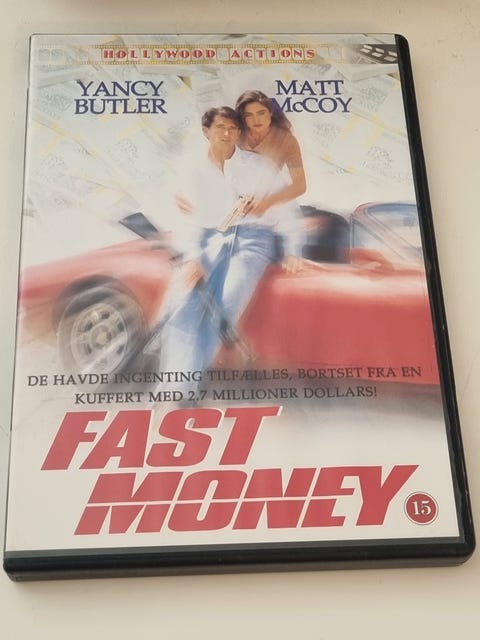 HOLLYWOOD ACTIONS
YANCY
BUTLER
MATT
McCOY
DE HAVDE INGENTING TILFÆLLES, BORTSET FRA EN
KUFFERT MED 2,7 MILLIONER DOLLARS!
FAST
MONEY
15